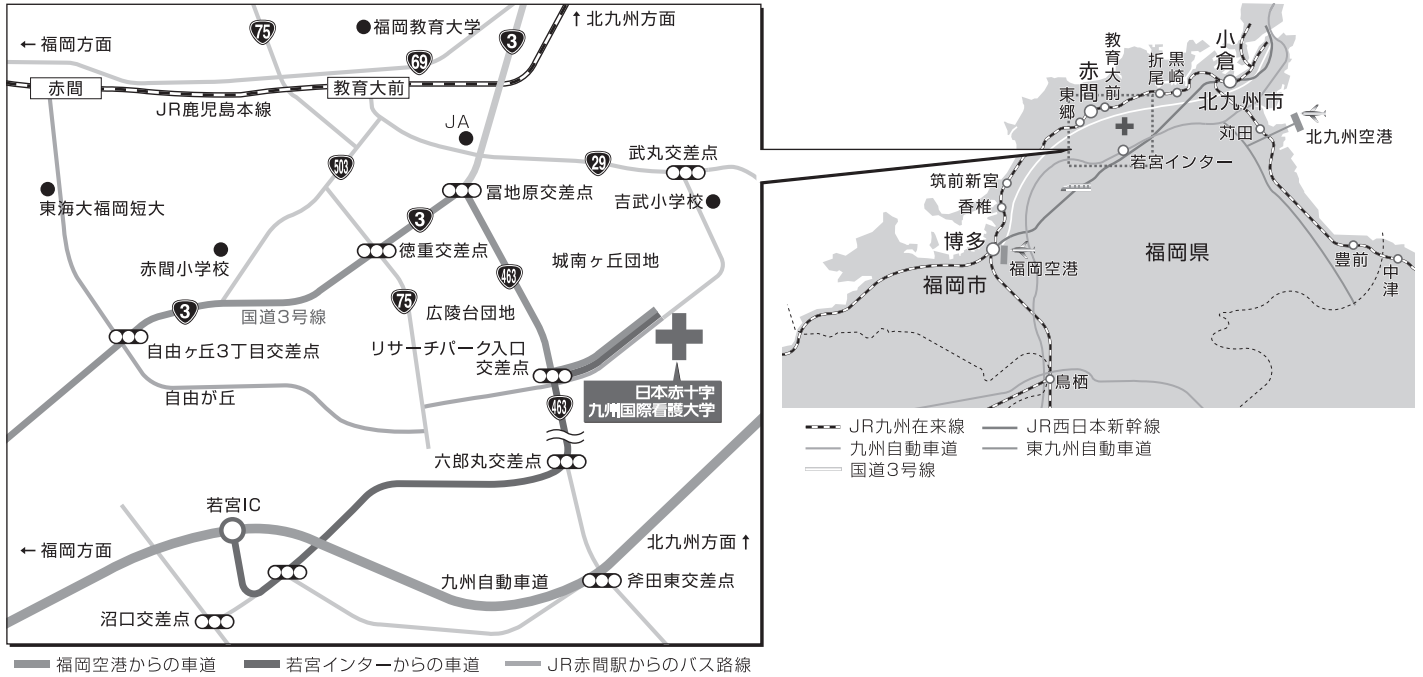 75
福岡教育大学
3
↑北九州方面
←福岡方面
69
赤間
教育大前
JR鹿児島本線
JA
503
29
武丸交差点
東海大福岡短大
冨地原交差点
吉武小学校
3
徳重交差点
赤間小学校
463
城南ヶ丘団地
3
国道3号線
75
広陵台団地
自由ヶ丘3丁目交差点
リサーチパーク入口
交差点
自由が丘
日本赤十字
九州国際看護大学
463
六郎丸交差点
若宮IC
←福岡方面
北九州方面↑
九州自動車道
斧田東交差点
沼口交差点
福岡空港からの車道
若宮インターからの車道
JR赤間駅からのバス路線
小倉
教育大前
黒崎
折尾
赤間
東郷
北九州市
苅田
北九州空港
若宮インター
筑前新宮
香椎
博多
福岡空港
福岡市
福岡県
豊前
中津
鳥栖
JR九州在来線
JR西日本新幹線
九州自動車道
東九州自動車道
国道3号線